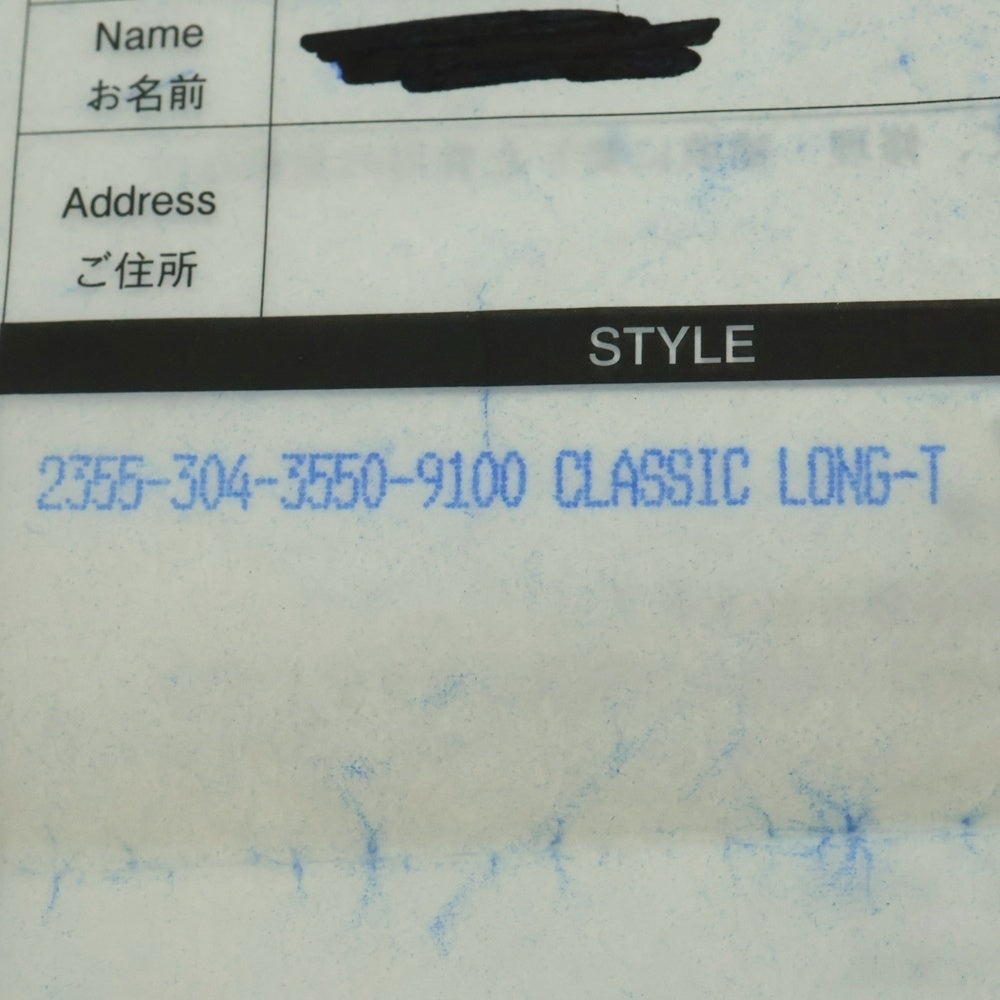 Name
お名前
Address
ご住所
STYLE
2355-304-3550-9100 CLASSIC LONG-T